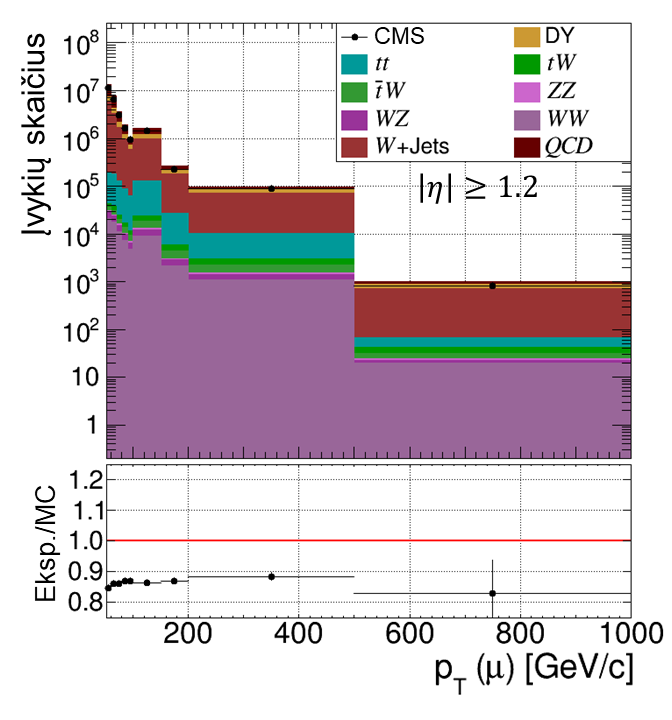 Įvykių skaičius
10⁸
10⁷
10⁶
10⁵
10⁴
10³
10²
10
1
CMS
DY
tt
tW
t̅W
ZZ
WZ
WW
W+Jets
QCD
|η| ≥ 1.2
Eksp./MC
1.2
1.1
1.0
0.9
0.8
200 400 600 800 1000
p_T (μ) [GeV/c]